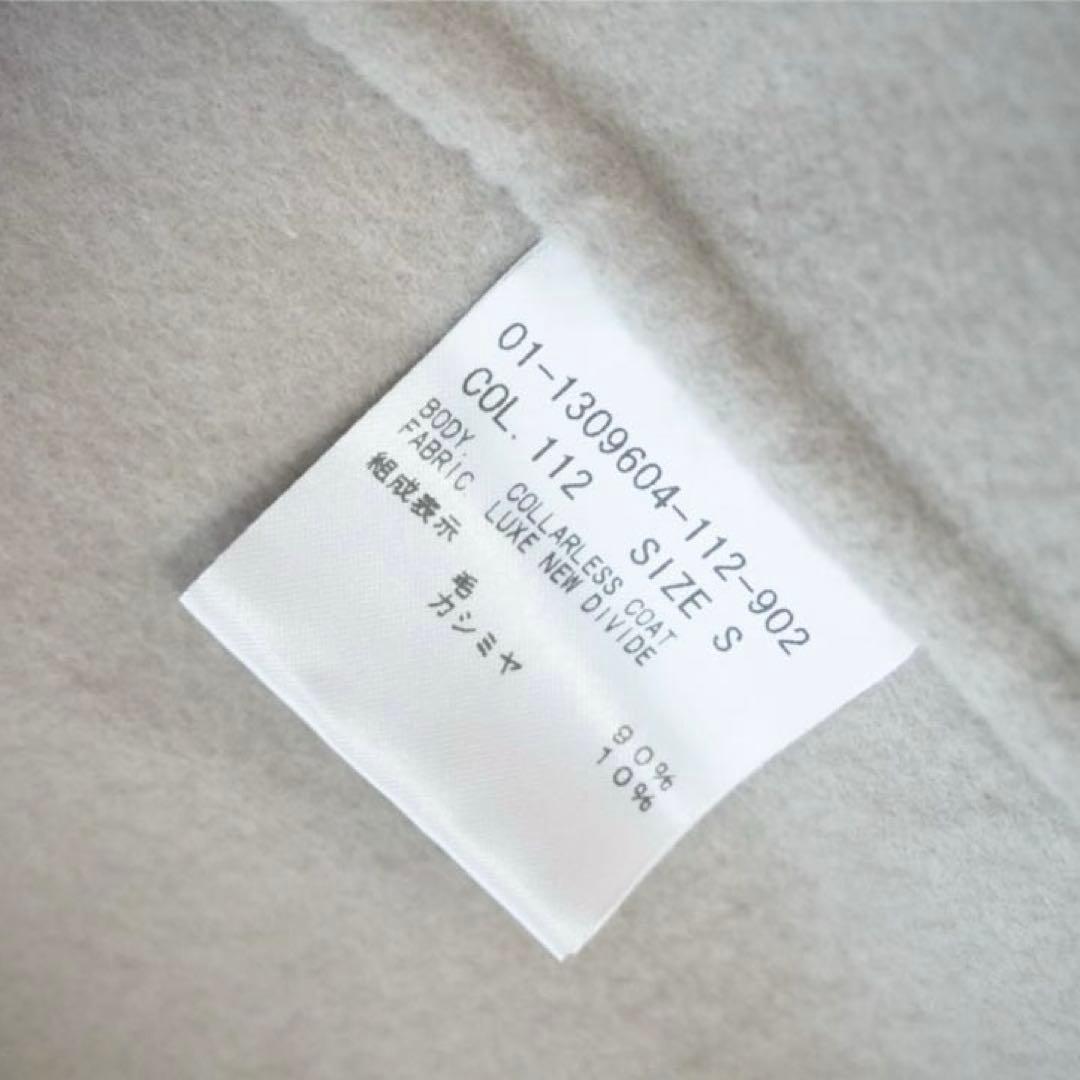 01-1309604-112-902
COL. 112 SIZE S
BODY. COLLARLESS COAT
FABRIC LUXE NEW DIVIDE
組成表示
毛 90%
カシミヤ 10%